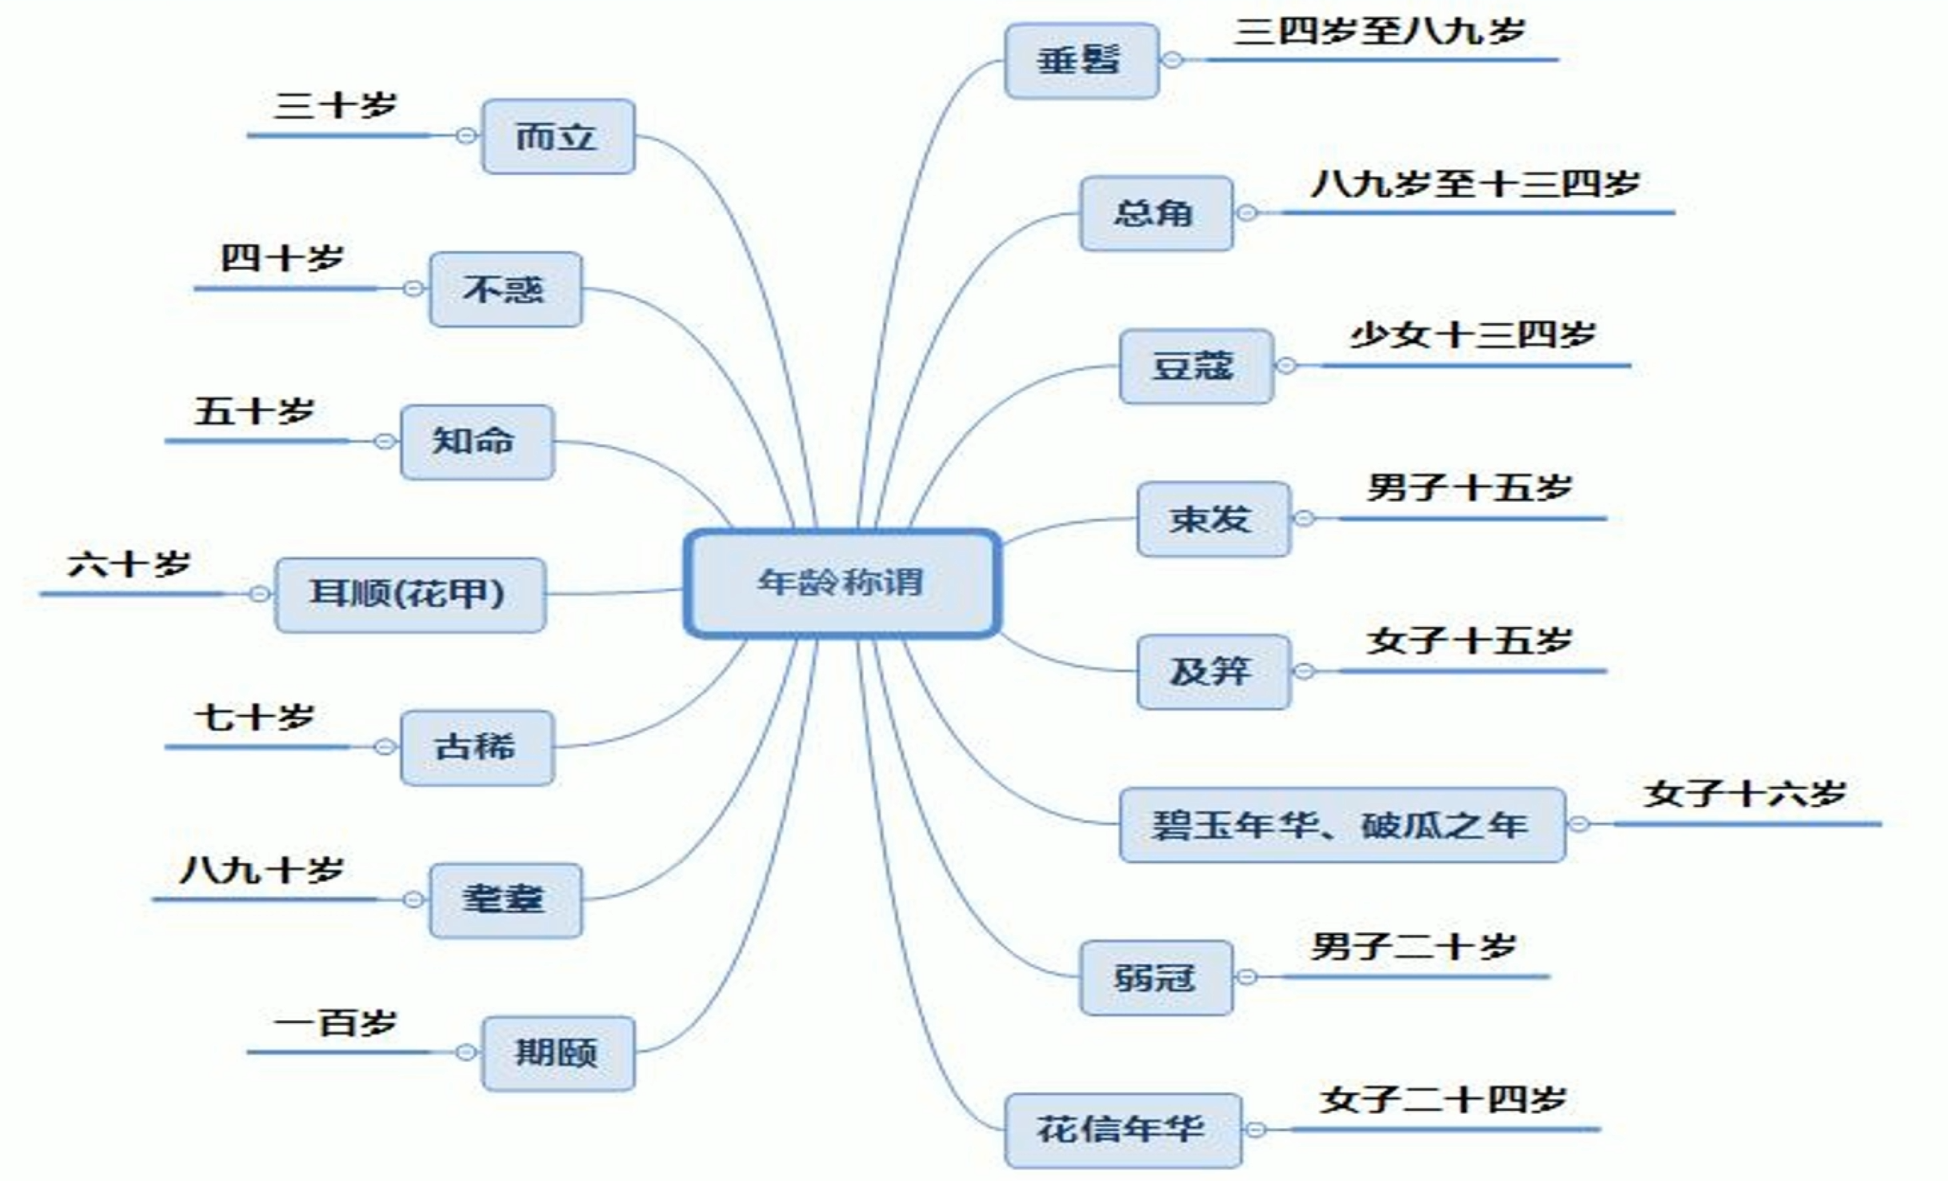 年龄称谓
垂髫
三四岁至八九岁
总角
八九岁至十三四岁
豆蔻
少女十三四岁
束发
男子十五岁
及笄
女子十五岁
碧玉年华、破瓜之年
女子十六岁
弱冠
男子二十岁
花信年华
女子二十四岁
三十岁
而立
四十岁
不惑
五十岁
知命
六十岁
耳顺(花甲)
七十岁
古稀
八九十岁
耄耋
一百岁
期颐